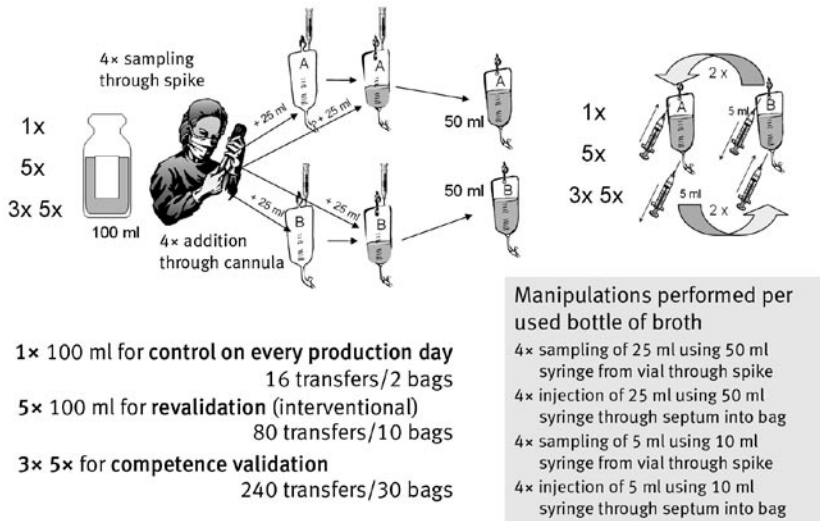 4× sampling
through spike
1x
5x
3x 5x
100 ml
4× addition
through cannula
+ 25 ml
+ 25 ml
+ 25 ml
+ 25 ml
A
A
B
B
50 ml
A
50 ml
B
1x
5x
3x 5x
2 x
A
B
5 ml
5 ml
2 x
1× 100 ml for control on every production day
16 transfers/2 bags
5× 100 ml for revalidation (interventional)
80 transfers/10 bags
3× 5× for competence validation
240 transfers/30 bags
Manipulations performed per
used bottle of broth
4× sampling of 25 ml using 50 ml
syringe from vial through spike
4× injection of 25 ml using 50 ml
syringe through septum into bag
4× sampling of 5 ml using 10 ml
syringe from vial through spike
4× injection of 5 ml using 10 ml
syringe through septum into bag